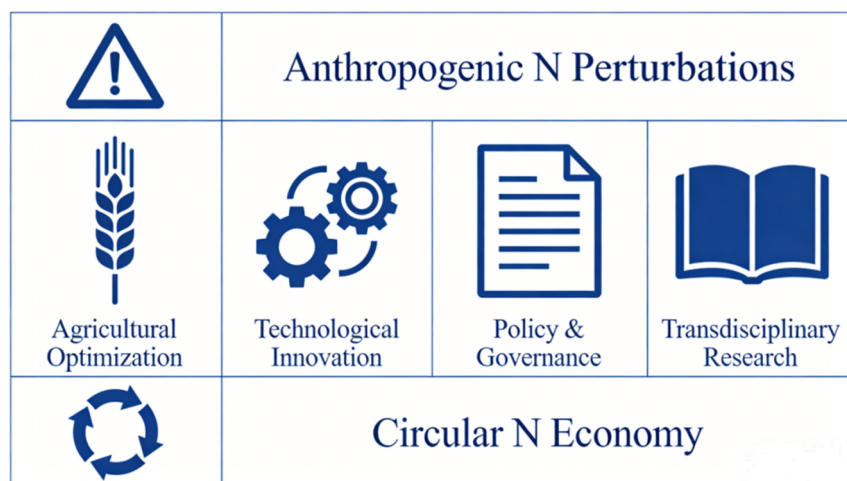 Anthropogenic N Perturbations
Agricultural
Optimization
Technological
Innovation
Policy &
Governance
Transdisciplinary
Research
Circular N Economy